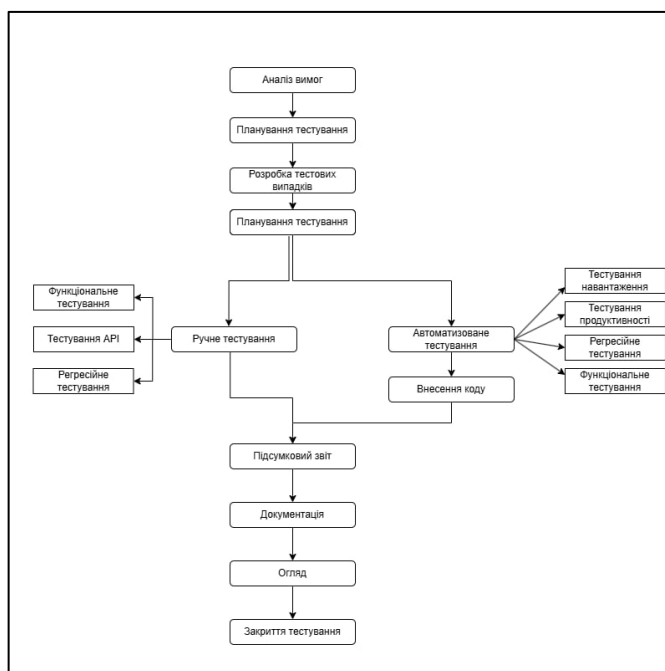 Аналіз вимог
Планування тестування
Розробка тестових
випадків
Планування тестування
Функціональне
тестування
Тестування API
Регресійне
тестування
Ручне тестування
Автоматизоване
тестування
Тестування
навантаження
Тестування
продуктивності
Регресійне
тестування
Функціональне
тестування
Внесення коду
Підсумковий звіт
Документація
Огляд
Закриття тестування